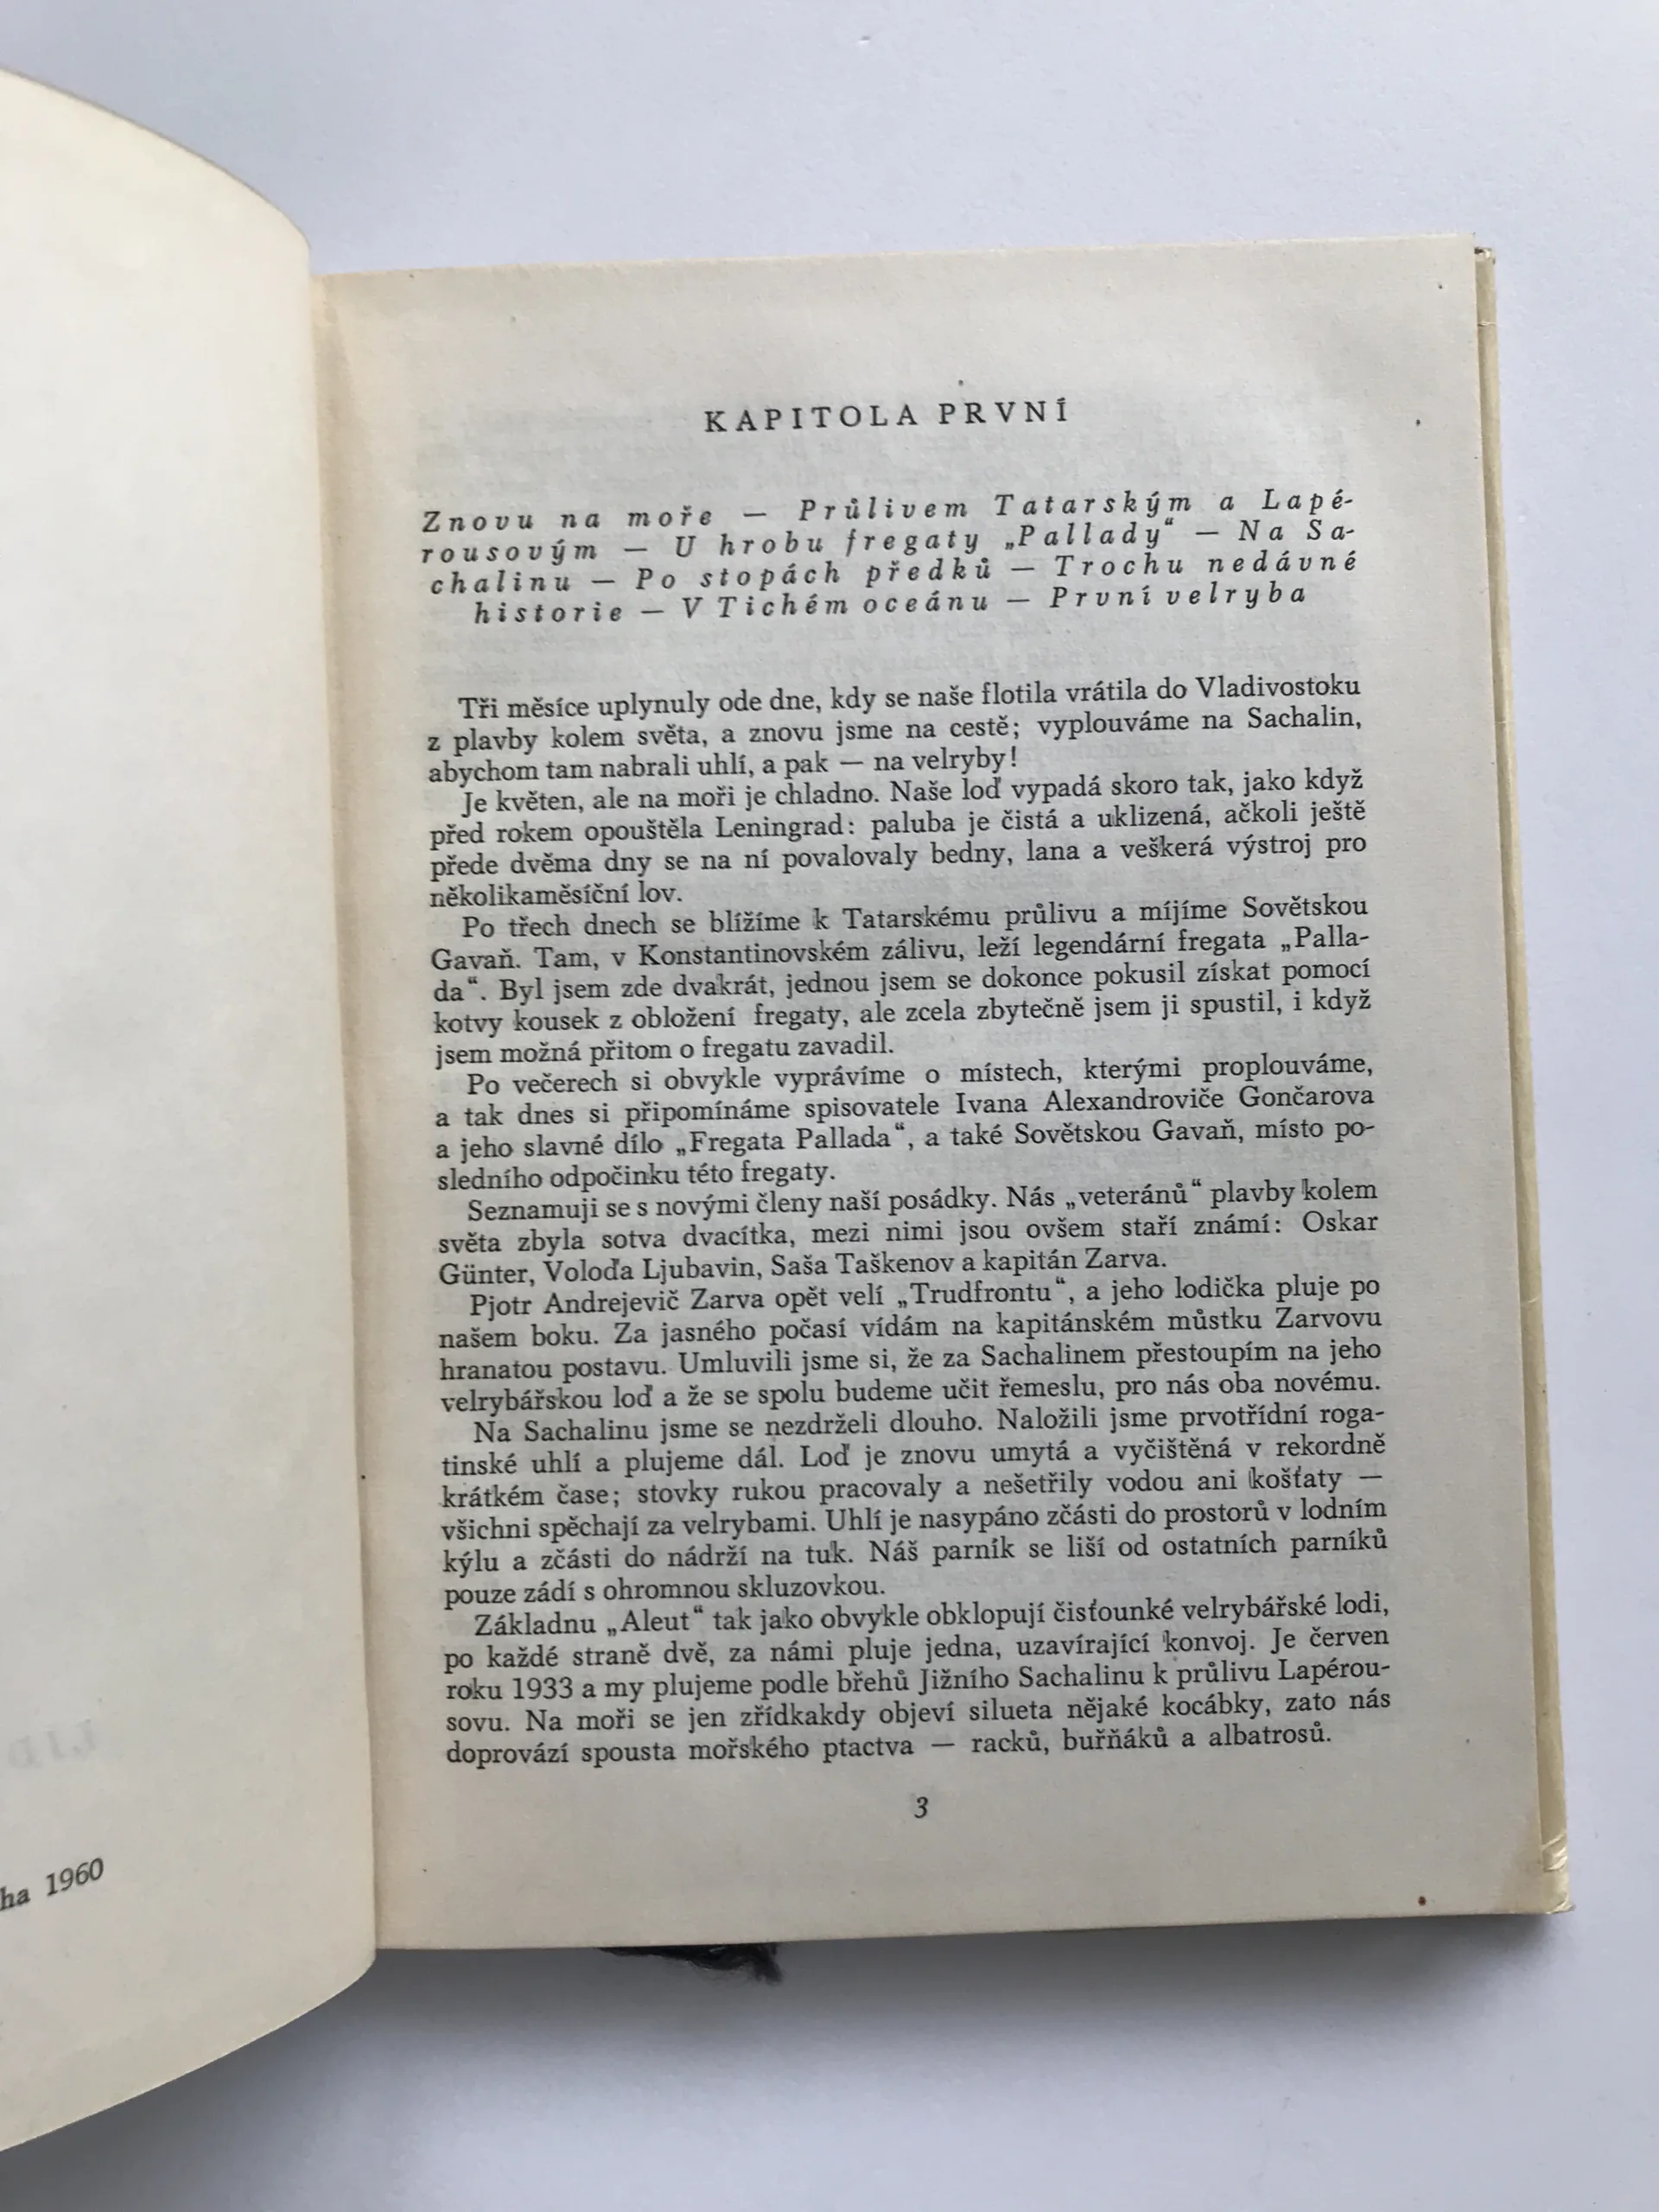 KAPITOLA PRVNÍ
Znovu na moře — Průlivem Tatarským a Lapé-
rousovým — U hrobu fregaty „Pallady“ — Na Sa-
chalinu — Po stopách předků — Trochu nedávné
historie — V Tichém oceánu — První velryba
Tři měsíce uplynuly ode dne, kdy se naše flotila vrátila do Vladivostoku
z plavby kolem světa, a znovu jsme na cestě; vyplouváme na Sachalin,
abychom tam nabrali uhlí, a pak — na velryby!
Je květen, ale na moři je chladno. Naše loď vypadá skoro tak, jako když
před rokem opouštěla Leningrad: paluba je čistá a uklizená, ačkoli ještě
přede dvěma dny se na ní povalovaly bedny, lana a veškerá výstroj pro
několikaměsíční lov.
Po třech dnech se blížíme k Tatarskému průlivu a míjíme Sovětskou
Gavaň. Tam, v Konstantinovském zálivu, leží legendární fregata „Palla-
da“. Byl jsem zde dvakrát, jednou jsem se dokonce pokusil získat pomocí
kotvy kousek z obložení fregaty, ale zcela zbytečně jsem ji spustil, i když
jsem možná přitom o fregatu zavadil.
Po večerech si obvykle vyprávíme o místech, kterými proplouváme,
a tak dnes si připomínáme spisovatele Ivana Alexandroviče Gončarova
a jeho slavné dílo „Fregata Pallada“, a také Sovětskou Gavaň, místo po-
sledního odpočinku této fregaty.
Seznamuji se s novými členy naší posádky. Nás „veteránů“ plavby kolem
světa zbyla sotva dvacítka, mezi nimi jsou ovšem staří známí: Oskar
Günter, Voloďa Ljubavin, Saša Taškenov a kapitán Zarva.
Pjotr Andrejevič Zarva opět velí „Trudfrontu“, a jeho lodička pluje po
našem boku. Za jasného počasí vídám na kapitánském můstku Zarvovu
hranatou postavu. Umluvili jsme si, že za Sachalinem přestoupím na jeho
velrybářskou loď a že se spolu budeme učit řemeslu, pro nás oba novému.
Na Sachalinu jsme se nezdrželi dlouho. Naložili jsme prvotřídní roga-
tinské uhlí a plujeme dál. Loď je znovu umytá a vyčištěná v rekordně
krátkém čase; stovky rukou pracovaly a nešetřily vodou ani košťaty —
všichni spěchají za velrybami. Uhlí je nasypáno zčásti do prostorů v lodním
kýlu a zčásti do nádrží na tuk. Náš parník se liší od ostatních parníků
pouze zádí s ohromnou skluzovkou.
Základnu „Aleut“ tak jako obvykle obklopují čisťounké velrybářské lodi,
po každé straně dvě, za námi pluje jedna, uzavírající konvoj. Je červen
roku 1933 a my plujeme podle břehů Jižního Sachalinu k průlivu Lapérou-
sovu. Na moři se jen zřídkakdy objeví silueta nějaké kocábky, zato nás
doprovází spousta mořského ptactva — racků, buřňáků a albatrosů.
3
ha 1960